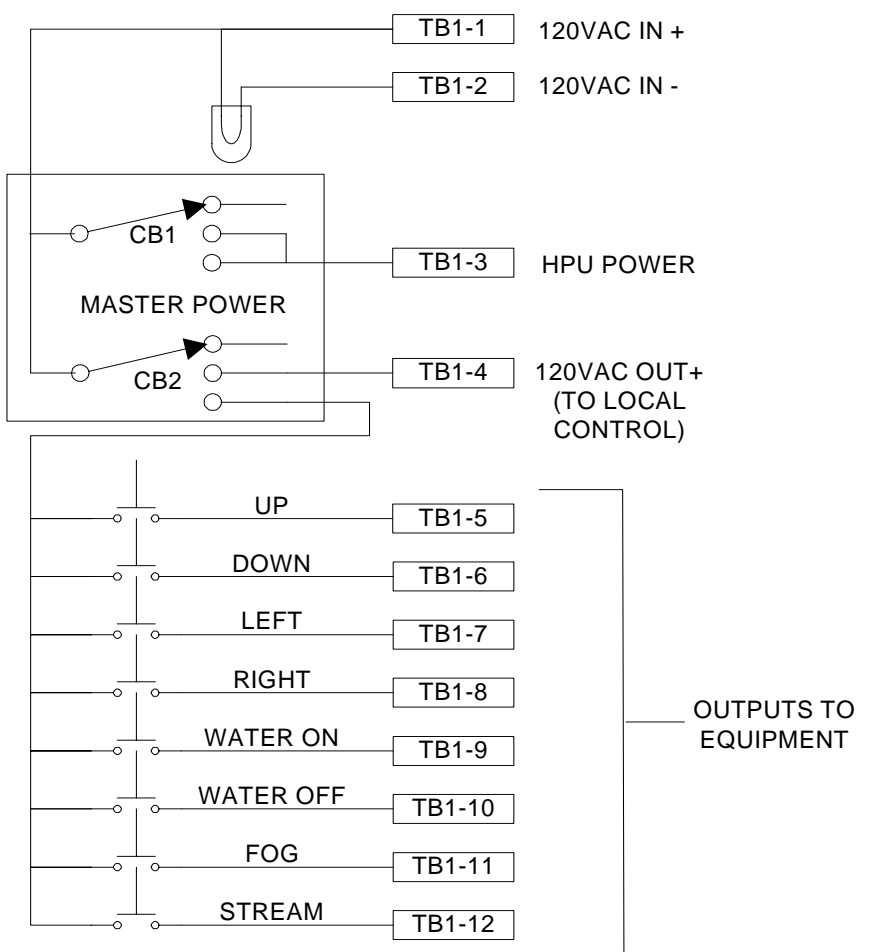 TB1-1 120VAC IN +
TB1-2 120VAC IN -
CB1
TB1-3 HPU POWER
MASTER POWER
CB2
TB1-4 120VAC OUT+
(TO LOCAL
CONTROL)
UP TB1-5
DOWN TB1-6
LEFT TB1-7
RIGHT TB1-8
WATER ON TB1-9
OUTPUTS TO
EQUIPMENT
WATER OFF TB1-10
FOG TB1-11
STREAM TB1-12